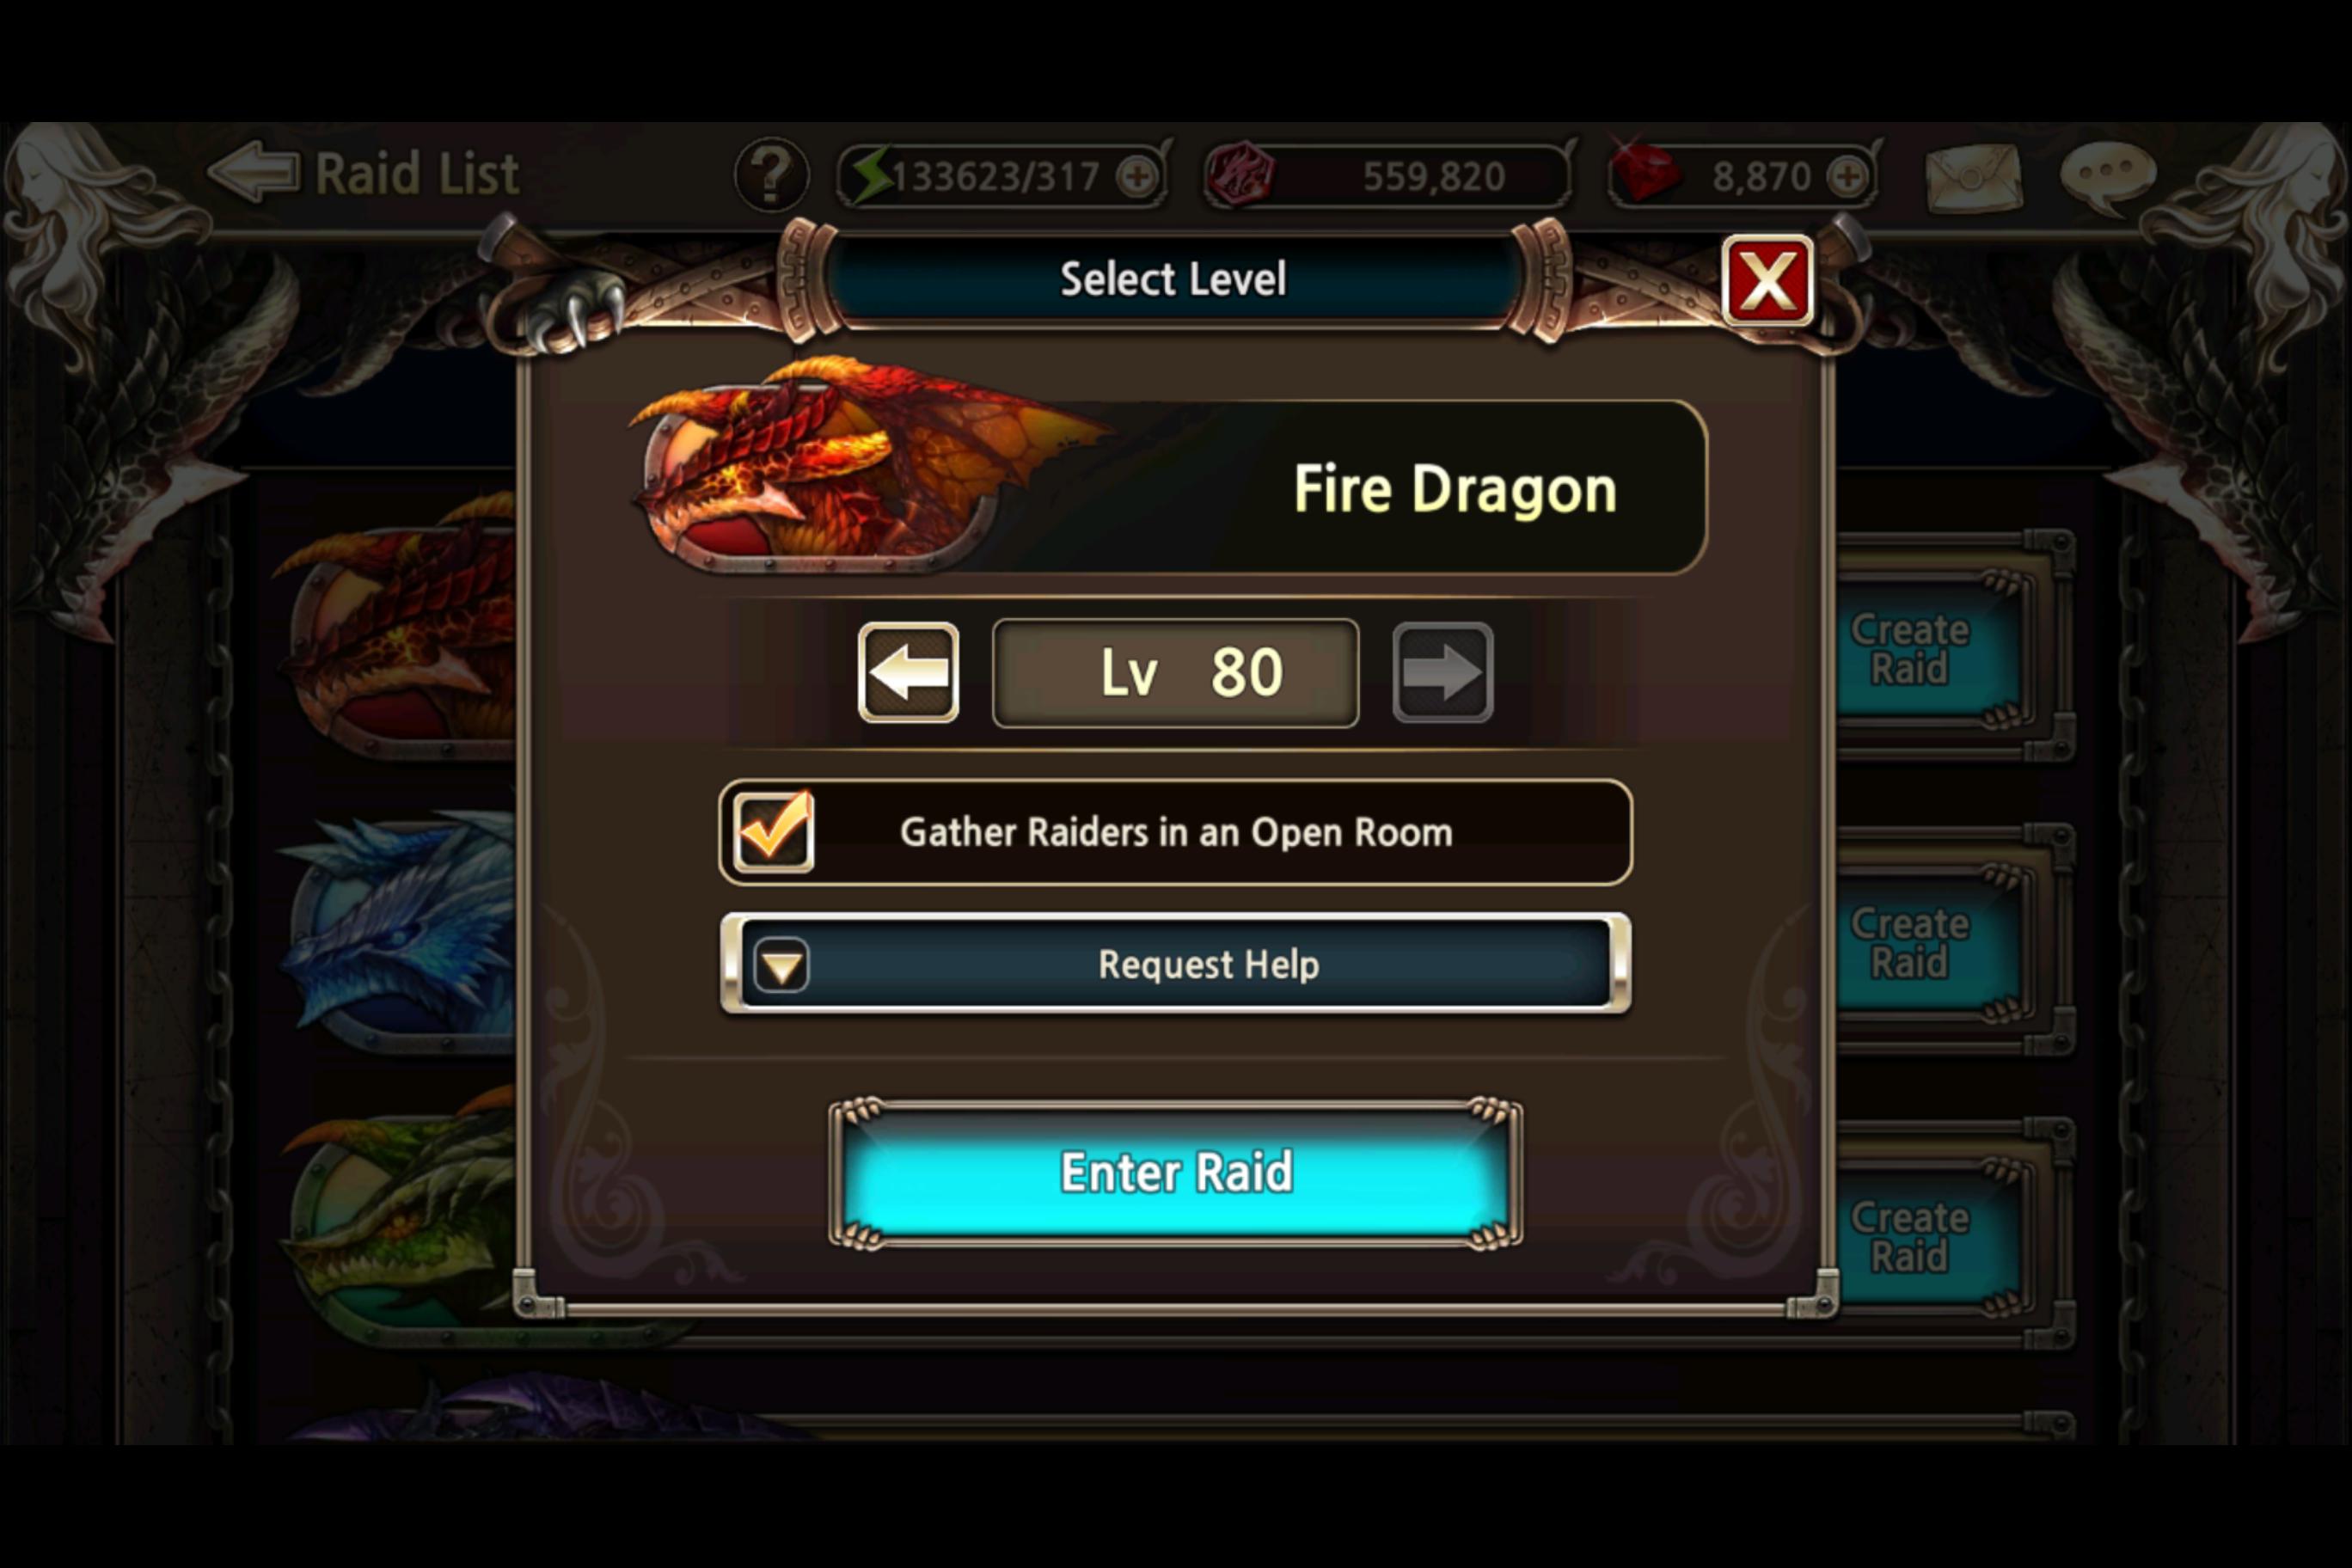 Raid List
?
133623/317
559,820
8,870
Select Level
X
Fire Dragon
Lv 80
Gather Raiders in an Open Room
Request Help
Enter Raid
Create
Raid
Create
Raid
Create
Raid